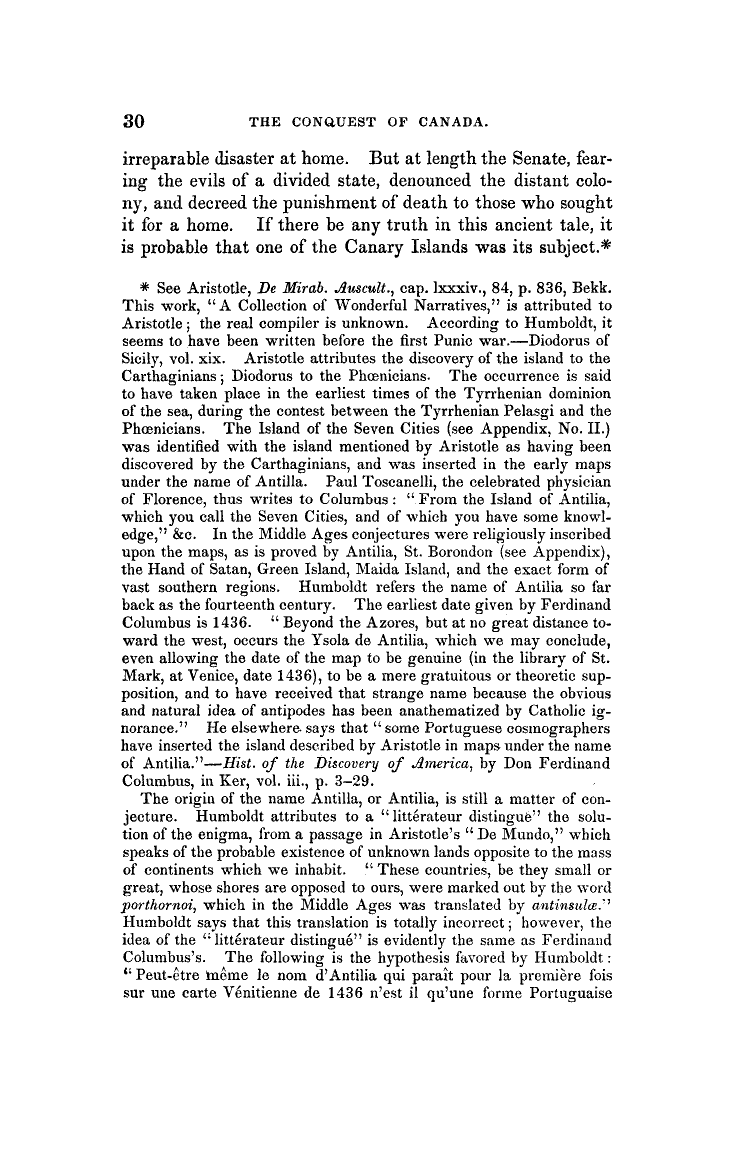 30 THE CONQUEST OF CANADA.
irreparable disaster at home. But at length the Senate, fear-
ing the evils of a divided state, denounced the distant colo-
ny, and decreed the punishment of death to those who sought
it for a home. If there be any truth in this ancient tale, it
is probable that one of the Canary Islands was its subject.*
* See Aristotle, De Mirab. Auscult., cap. lxxxiv., 84, p. 836, Bekk.
This work, "A Collection of Wonderful Narratives," is attributed to
Aristotle; the real compiler is unknown. According to Humboldt, it
seems to have been written before the first Punic war.—Diodorus of
Sicily, vol. xix. Aristotle attributes the discovery of the island to the
Carthaginians; Diodorus to the Phœnicians. The occurrence is said
to have taken place in the earliest times of the Tyrrhenian dominion
of the sea, during the contest between the Tyrrhenian Pelasgi and the
Phœnicians. The Island of the Seven Cities (see Appendix, No. II.)
was identified with the island mentioned by Aristotle as having been
discovered by the Carthaginians, and was inserted in the early maps
under the name of Antilla. Paul Toscanelli, the celebrated physician
of Florence, thus writes to Columbus: "From the Island of Antilia,
which you call the Seven Cities, and of which you have some knowl-
edge," &c. In the Middle Ages conjectures were religiously inscribed
upon the maps, as is proved by Antilia, St. Borondon (see Appendix),
the Hand of Satan, Green Island, Maida Island, and the exact form of
vast southern regions. Humboldt refers the name of Antilia so far
back as the fourteenth century. The earliest date given by Ferdinand
Columbus is 1436. "Beyond the Azores, but at no great distance to-
ward the west, occurs the Ysola de Antilia, which we may conclude,
even allowing the date of the map to be genuine (in the library of St.
Mark, at Venice, date 1436), to be a mere gratuitous or theoretic sup-
position, and to have received that strange name because the obvious
and natural idea of antipodes has been anathematized by Catholic ig-
norance." He elsewhere says that "some Portuguese cosmographers
have inserted the island described by Aristotle in maps under the name
of Antilia."—Hist. of the Discovery of America, by Don Ferdinand
Columbus, in Ker, vol. iii., p. 3-29.
The origin of the name Antilla, or Antilia, is still a matter of con-
jecture. Humboldt attributes to a "littérateur distingué" the solu-
tion of the enigma, from a passage in Aristotle's "De Mundo," which
speaks of the probable existence of unknown lands opposite to the mass
of continents which we inhabit. "These countries, be they small or
great, whose shores are opposed to ours, were marked out by the word
porthornoi, which in the Middle Ages was translated by antinsulæ."
Humboldt says that this translation is totally incorrect; however, the
idea of the "littérateur distingué" is evidently the same as Ferdinand
Columbus's. The following is the hypothesis favored by Humboldt:
"Peut-être même le nom d'Antilia qui paraît pour la première fois
sur une carte Vénitienne de 1436 n'est il qu'une forme Portuguaise